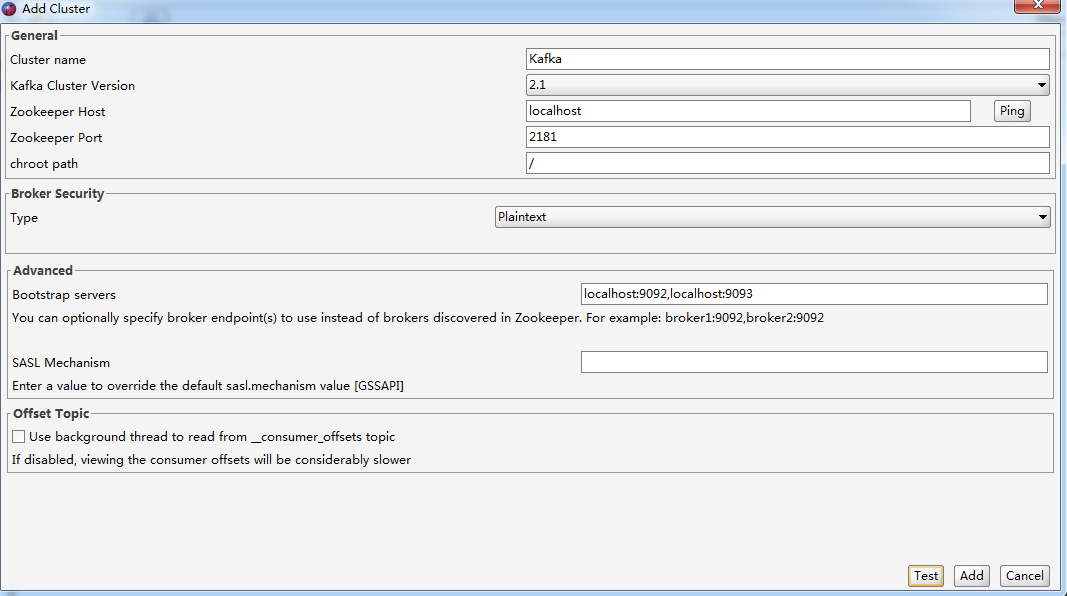 Add Cluster
General
Cluster name Kafka
Kafka Cluster Version 2.1
Zookeeper Host localhost Ping
Zookeeper Port 2181
chroot path /
Broker Security
Type Plaintext
Advanced
Bootstrap servers localhost:9092,localhost:9093
You can optionally specify broker endpoint(s) to use instead of brokers discovered in Zookeeper. For example: broker1:9092,broker2:9092
SASL Mechanism
Enter a value to override the default sasl.mechanism value [GSSAPI]
Offset Topic
Use background thread to read from __consumer_offsets topic
If disabled, viewing the consumer offsets will be considerably slower
Test Add Cancel